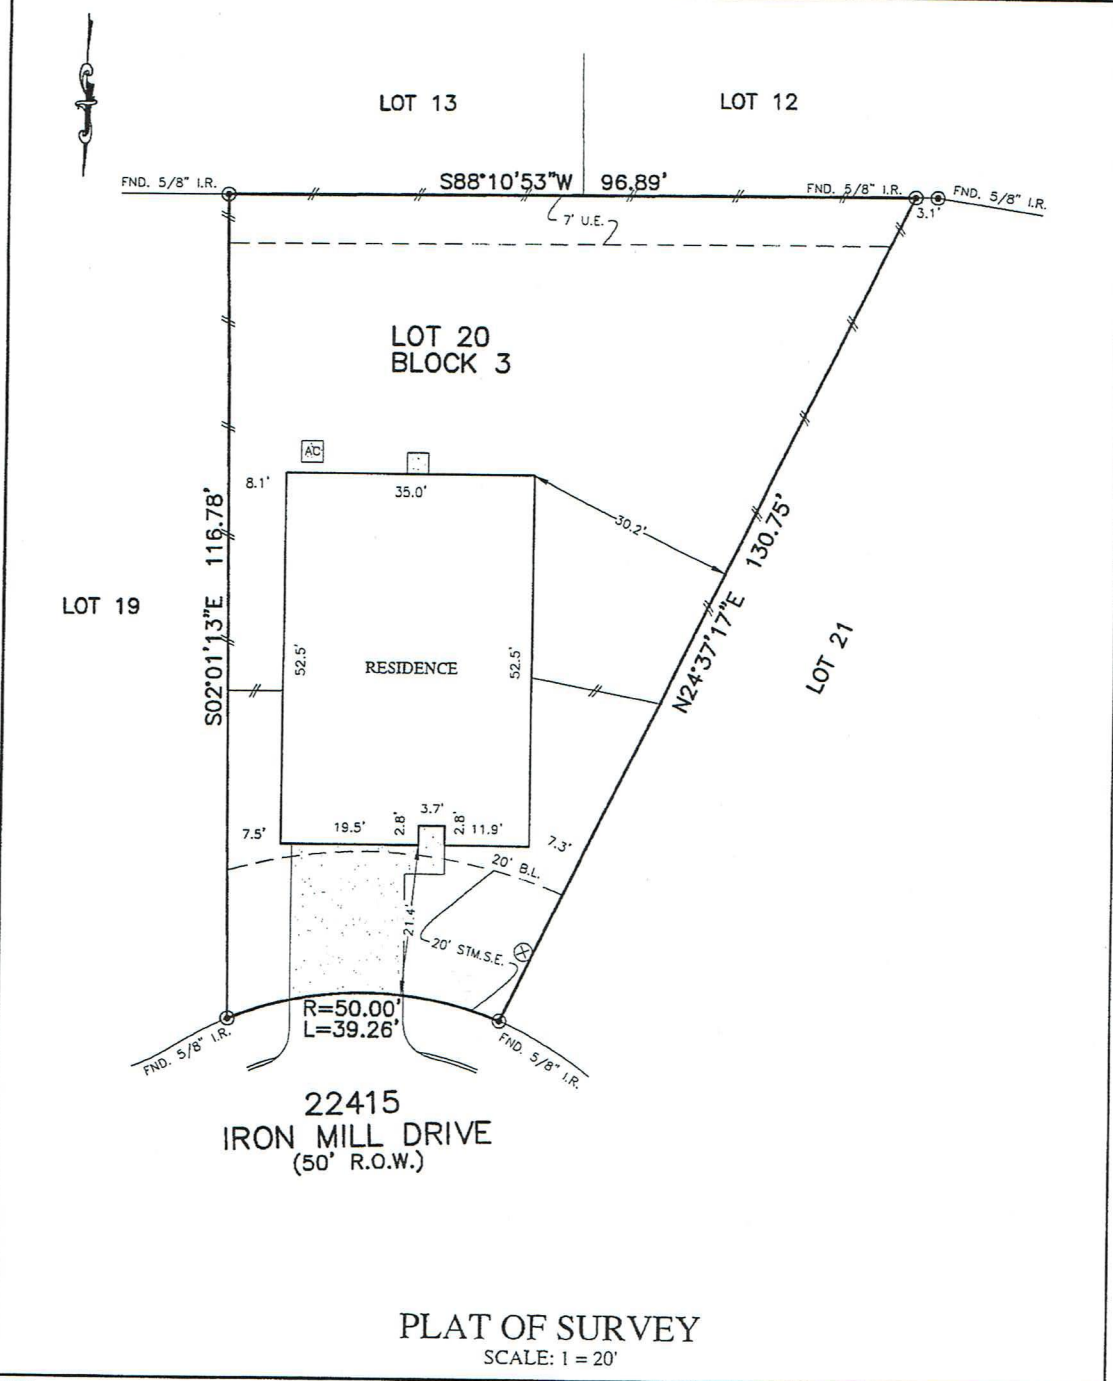 LOT 13
LOT 12
FND. 5/8" I.R.
S88°10'53"W 96.89'
FND. 5/8" I.R.
FND. 5/8" I.R.
3.1'
7' U.E.
LOT 20
BLOCK 3
AC
8.1'
35.0'
30.2'
S02°01'13"E 116.78'
N24°37'17"E 130.75'
LOT 19
LOT 21
52.5'
RESIDENCE
52.5'
7.5'
19.5'
2.8'
3.7'
2.8'
11.9'
7.3'
20' B.L.
21.4'
20' STM.S.E.
R=50.00'
L=39.26'
FND. 5/8" I.R.
FND. 5/8" I.R.
22415
IRON MILL DRIVE
(50' R.O.W.)
PLAT OF SURVEY
SCALE: 1 = 20'